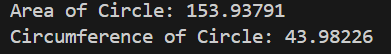 Area of Circle: 153.93791
Circumference of Circle: 43.98226